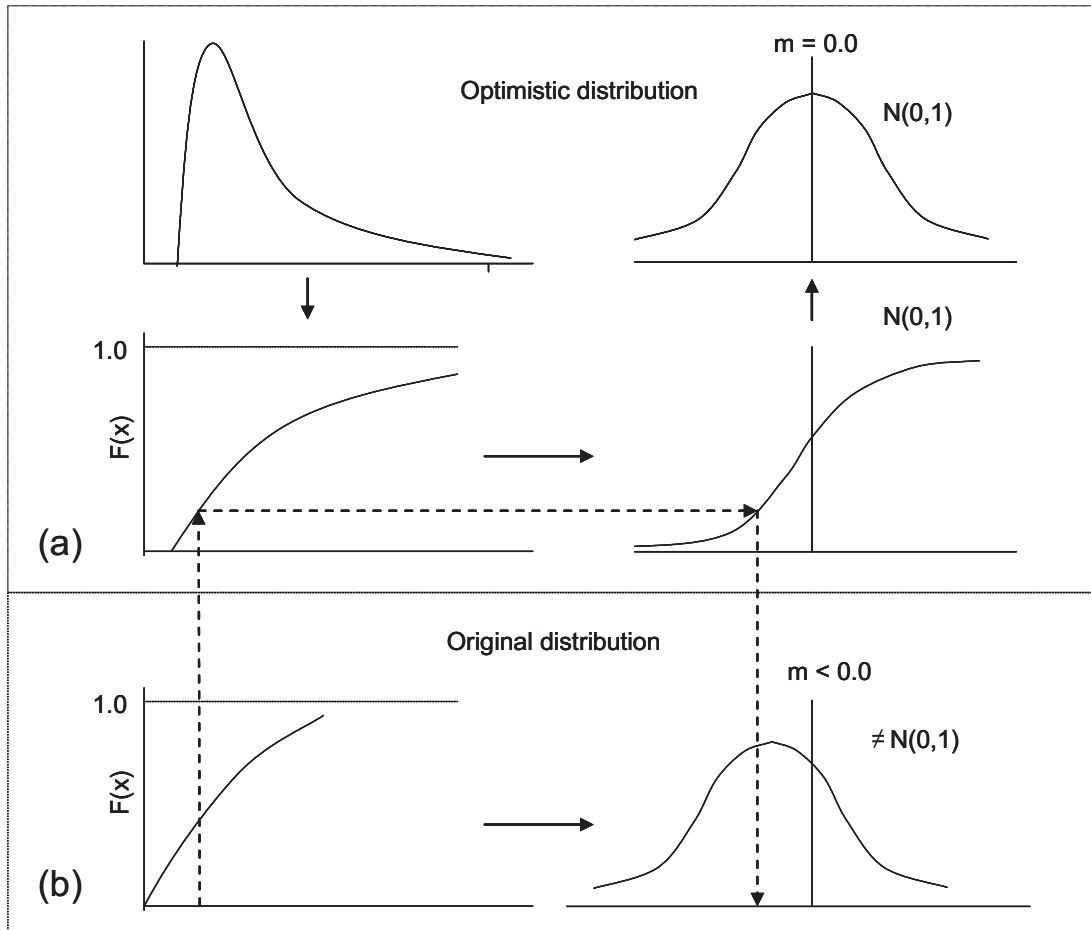 m = 0.0
Optimistic distribution
N(0,1)
N(0,1)
1.0
F(x)
(a)
Original distribution
m < 0.0
1.0
≠ N(0,1)
F(x)
(b)